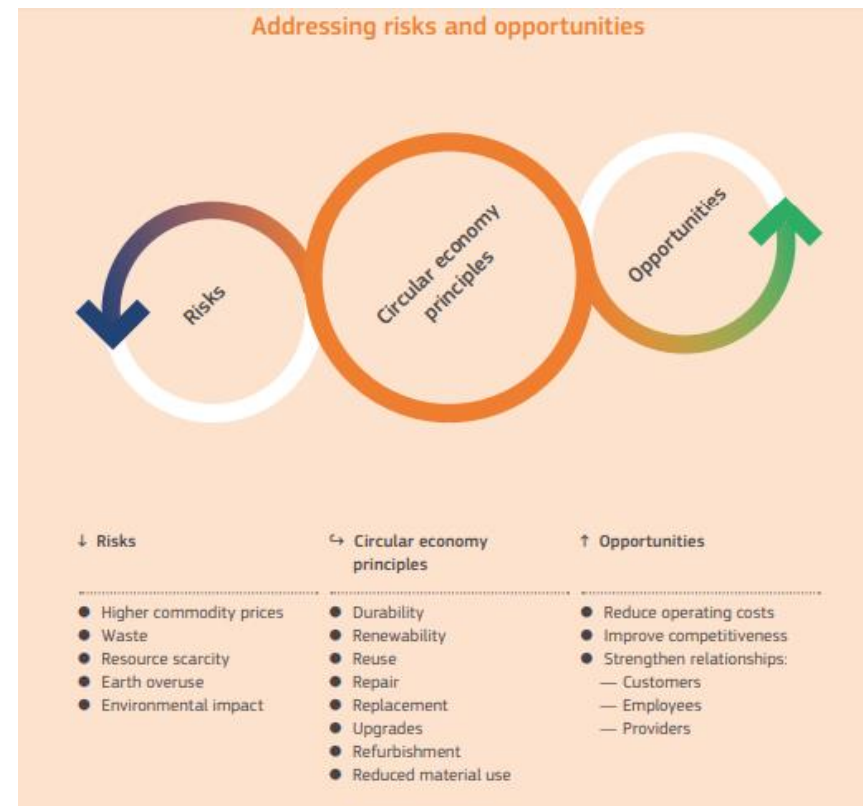 Addressing risks and opportunities
Risks
Circular economy
principles
Opportunities
↓ Risks
● Higher commodity prices
● Waste
● Resource scarcity
● Earth overuse
● Environmental impact
↪ Circular economy
principles
● Durability
● Renewability
● Reuse
● Repair
● Replacement
● Upgrades
● Refurbishment
● Reduced material use
↑ Opportunities
● Reduce operating costs
● Improve competitiveness
● Strengthen relationships:
— Customers
— Employees
— Providers